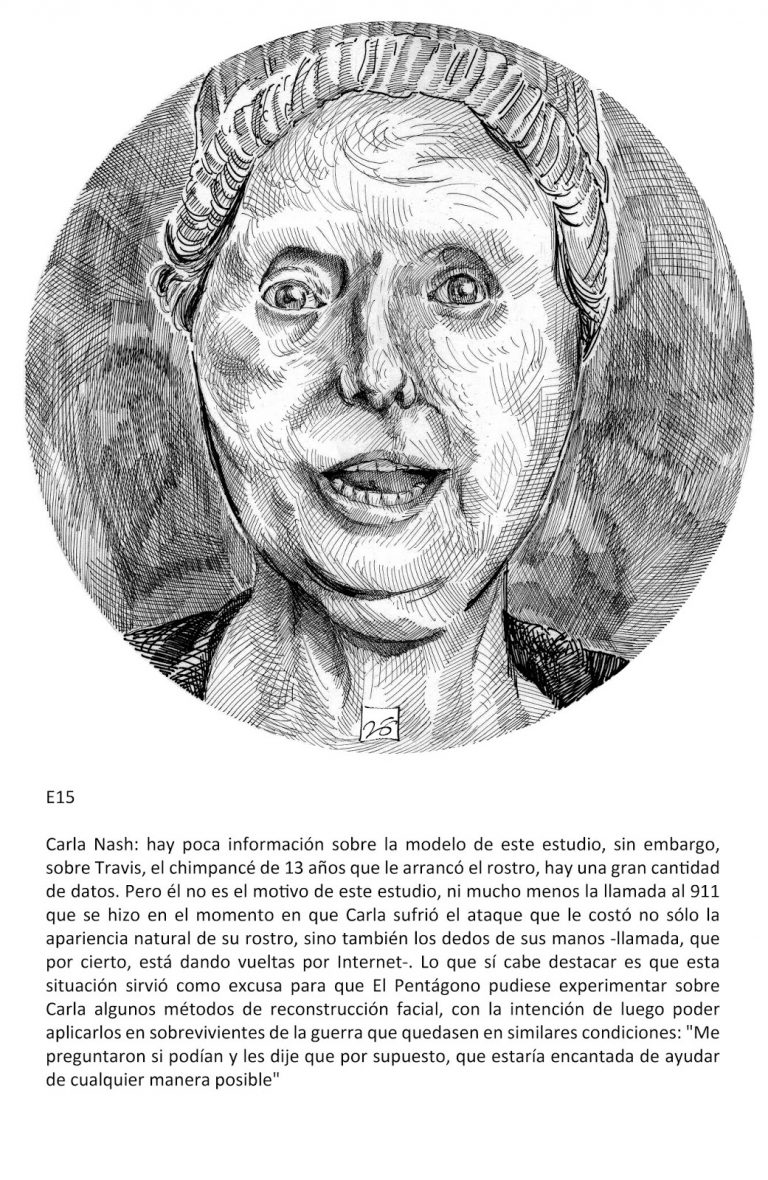 28
E15
Carla Nash: hay poca información sobre la modelo de este estudio, sin embargo,
sobre Travis, el chimpancé de 13 años que le arrancó el rostro, hay una gran cantidad
de datos. Pero él no es el motivo de este estudio, ni mucho menos la llamada al 911
que se hizo en el momento en que Carla sufrió el ataque que le costó no sólo la
apariencia natural de su rostro, sino también los dedos de sus manos -llamada, que
por cierto, está dando vueltas por Internet-. Lo que sí cabe destacar es que esta
situación sirvió como excusa para que El Pentágono pudiese experimentar sobre
Carla algunos métodos de reconstrucción facial, con la intención de luego poder
aplicarlos en sobrevivientes de la guerra que quedasen en similares condiciones: "Me
preguntaron si podían y les dije que por supuesto, que estaría encantada de ayudar
de cualquier manera posible"